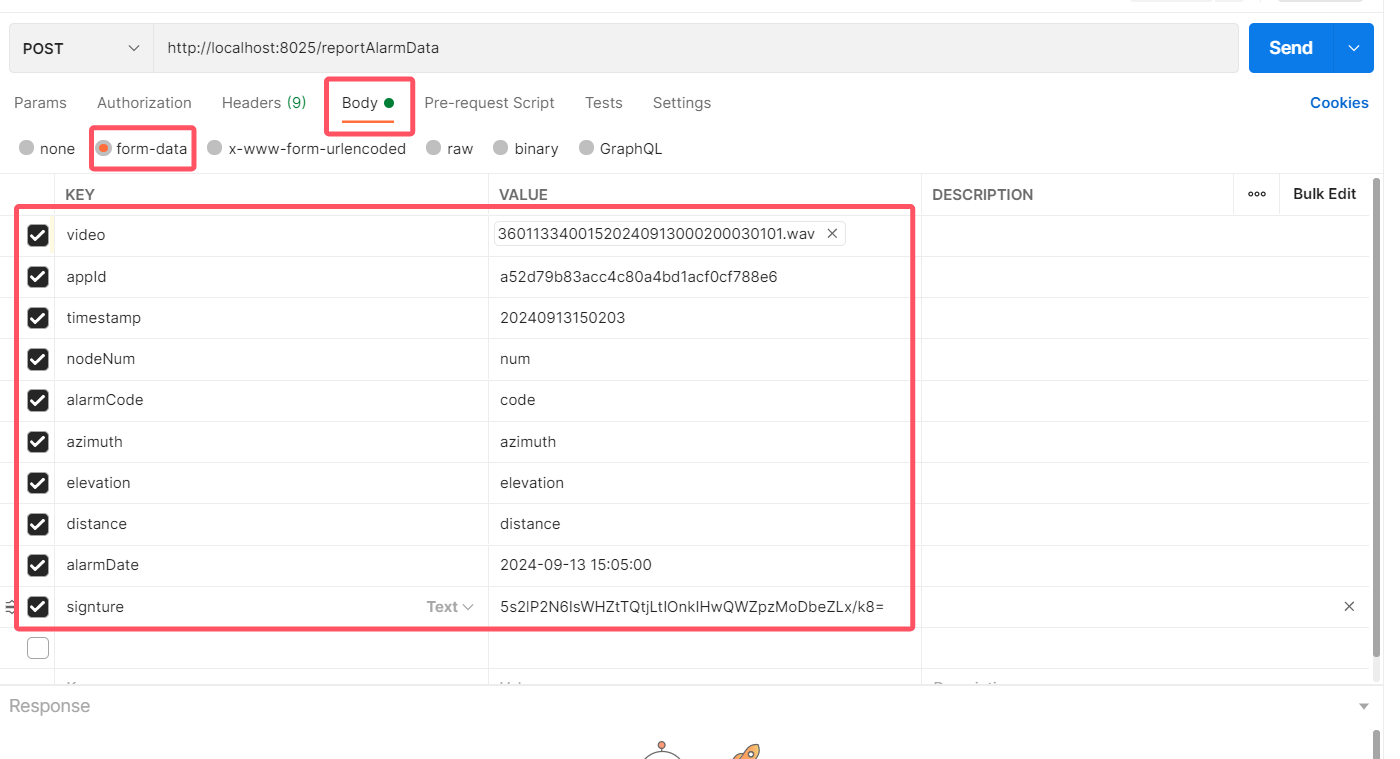 POST http://localhost:8025/reportAlarmData Send
Params Authorization Headers (9) Body Pre-request Script Tests Settings Cookies
none form-data x-www-form-urlencoded raw binary GraphQL
KEY VALUE DESCRIPTION Bulk Edit
video 36011334001520240913000200030101.wav
appId a52d79b83acc4c80a4bd1acf0cf788e6
timestamp 20240913150203
nodeNum num
alarmCode code
azimuth azimuth
elevation elevation
distance distance
alarmDate 2024-09-13 15:05:00
signture Text 5s2IP2N6IsWHZtTQtjLtIOnkIHwQWZpzMoDbeZLx/k8=
Response